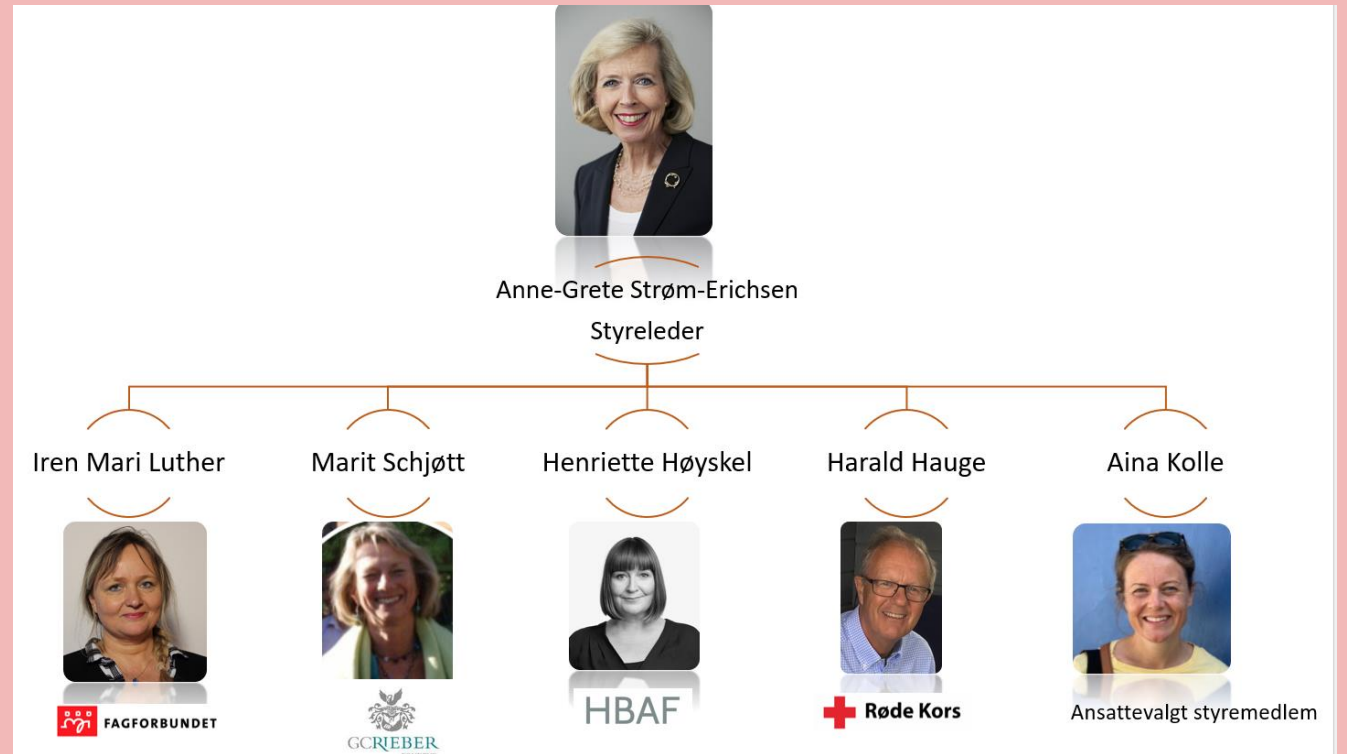 Anne-Grete Strøm-Erichsen
Styreleder
Iren Mari Luther
Marit Schjøtt
Henriette Høyskel
Harald Hauge
Aina Kolle
FAGFORBUNDET
GCRIEBER
HBAF
Røde Kors
Ansattevalgt styremedlem